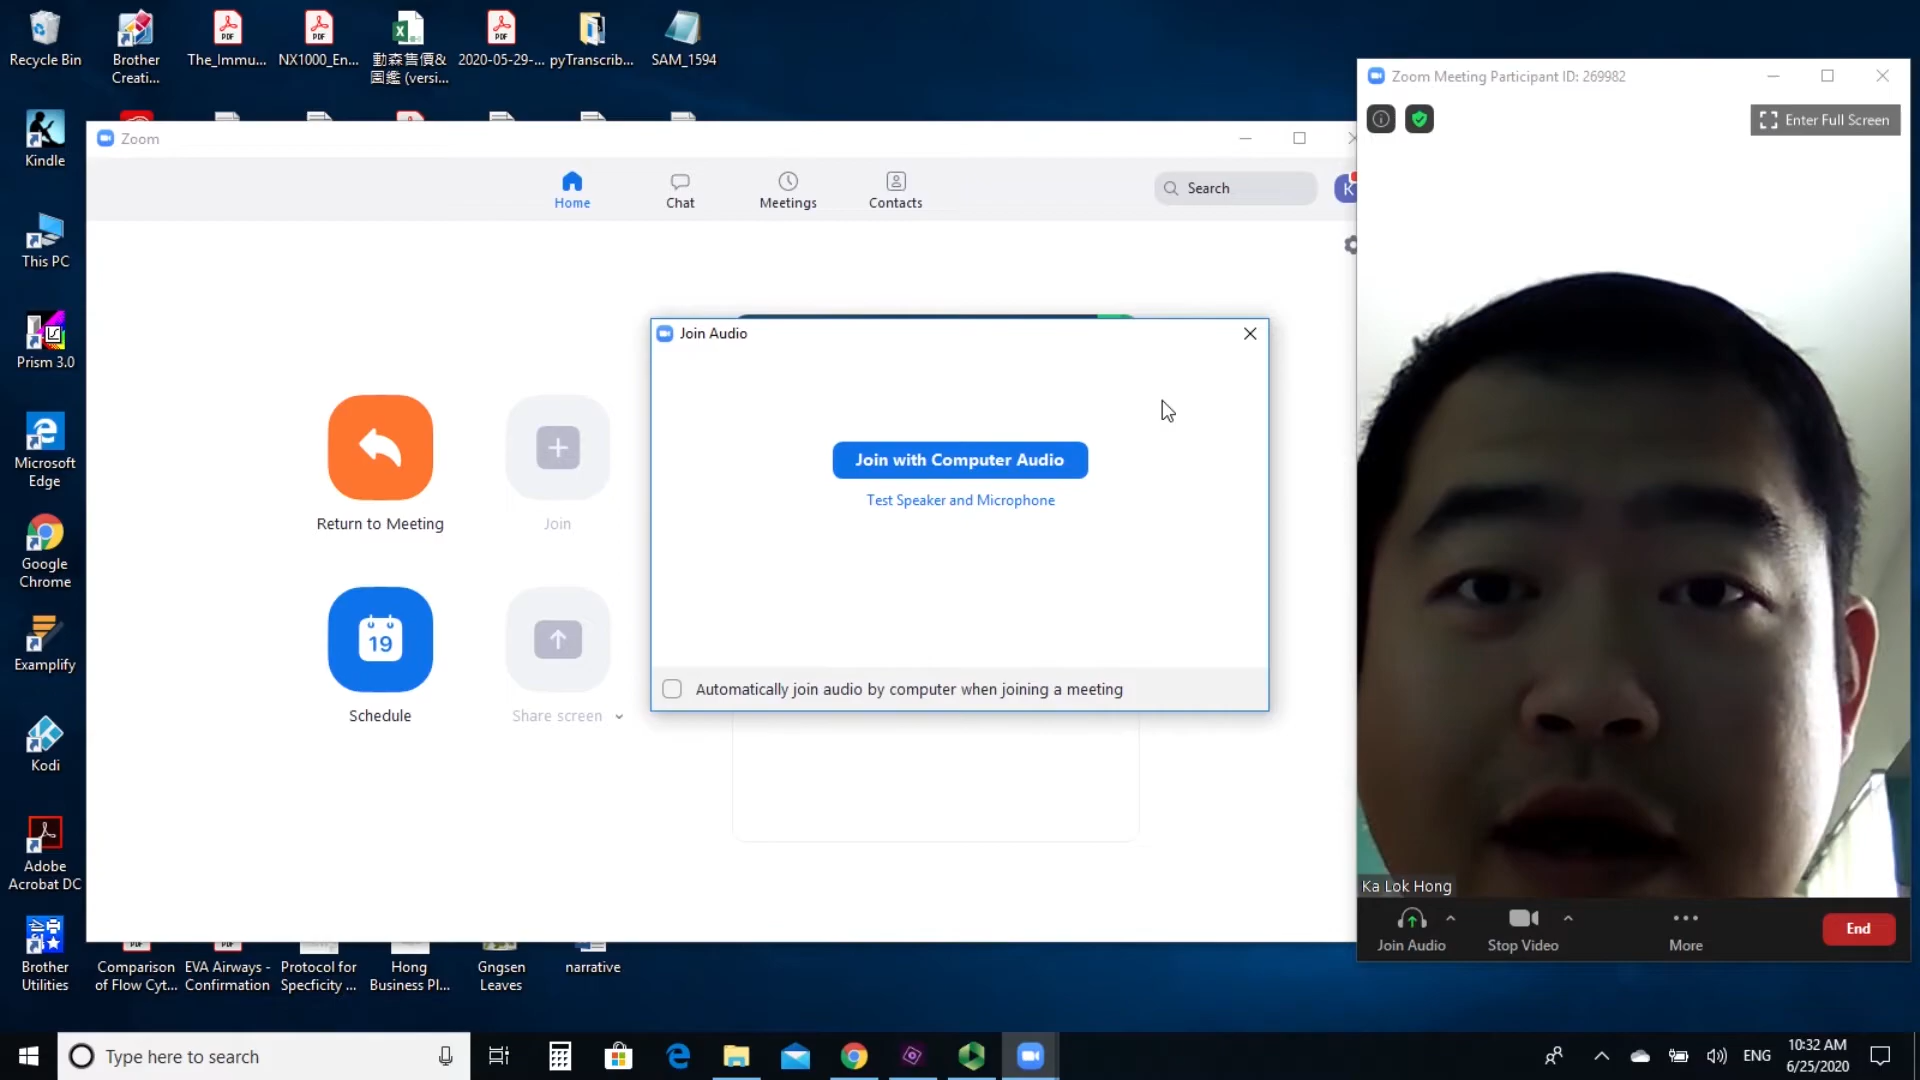 Recycle Bin
Brother
Creati...
The_Immu...
NX1000_En...
動森售價&
圖鑑 (versi...
2020-05-29-...
pyTranscrib...
SAM_1594
Kindle
This PC
Prism 3.0
Microsoft
Edge
Google
Chrome
Examplify
Kodi
Adobe
Acrobat DC
Brother
Utilities
Comparison
of Flow Cyt...
EVA Airways -
Confirmation
Protocol for
Specficity ...
Hong
Business Pl...
Gngsen
Leaves
narrative
Zoom
Home
Chat
Meetings
Contacts
Search
K
Return to Meeting
Join
19
Schedule
Share screen
Join Audio
Join with Computer Audio
Test Speaker and Microphone
Automatically join audio by computer when joining a meeting
Zoom Meeting Participant ID: 269982
Enter Full Screen
Ka Lok Hong
Join Audio
Stop Video
More
End
Type here to search
ENG
10:32 AM
6/25/2020